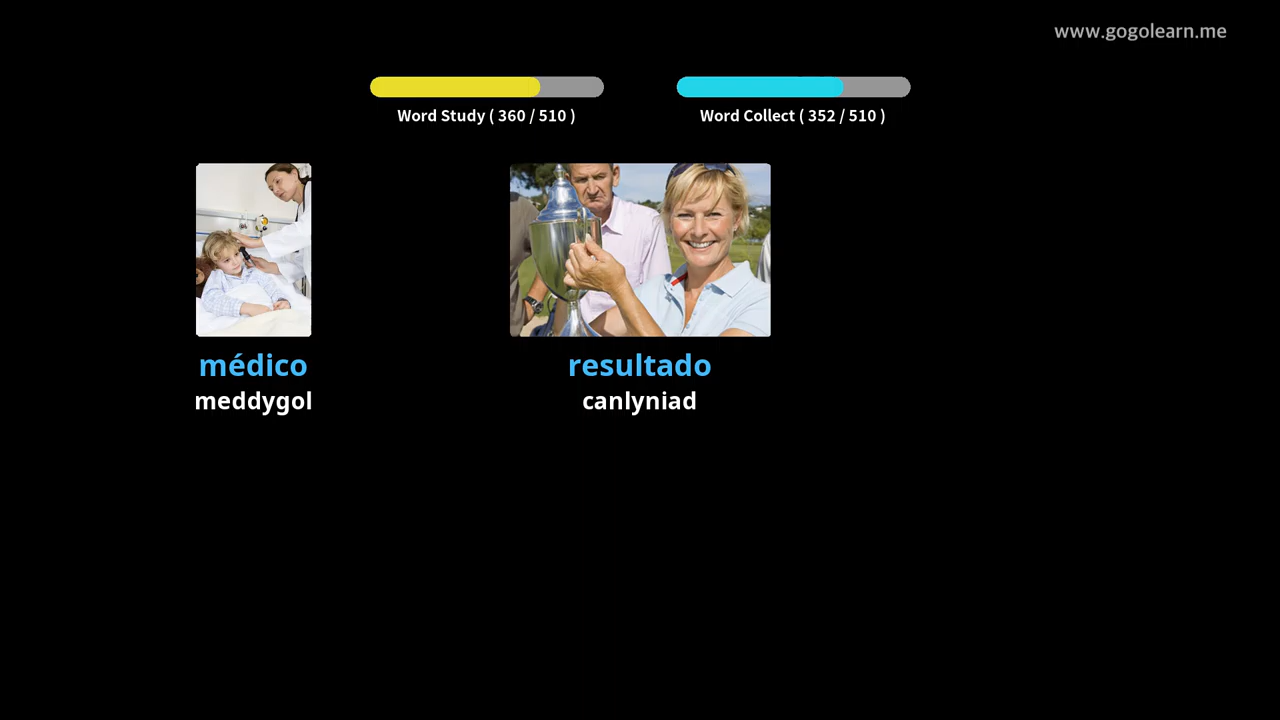 www.gogolearn.me
Word Study ( 360 / 510 )
Word Collect ( 352 / 510 )
médico
meddygol
resultado
canlyniad